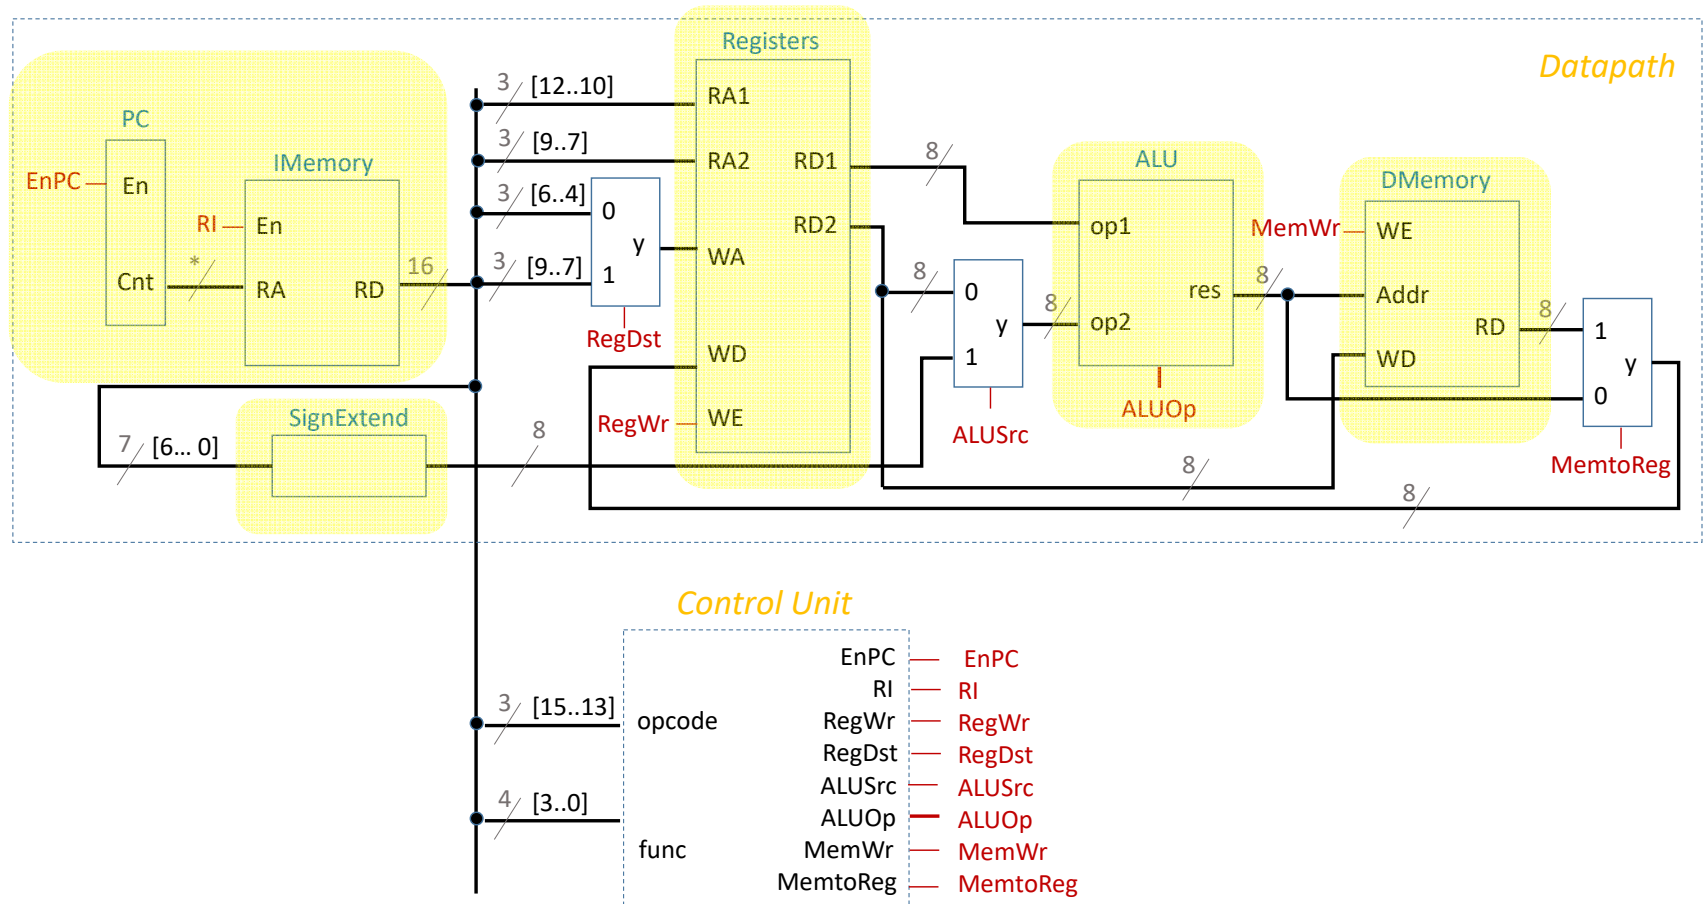 Datapath
PC
EnPC
En
Cnt
*
IMemory
RI
En
RA
RD
16
3 [12..10]
3 [9..7]
3 [6..4]
3 [9..7]
0
1
y
RegDst
Registers
RA1
RA2
RD1
RD2
WA
WD
WE
RegWr
SignExtend
7 [6... 0]
8
8
8
0
1
y
ALUSrc
8
ALU
op1
op2
res
ALUOp
8
DMemory
MemWr
WE
Addr
RD
WD
8
1
0
y
MemtoReg
8
8
Control Unit
3 [15..13]
opcode
4 [3..0]
func
EnPC EnPC
RI RI
RegWr RegWr
RegDst RegDst
ALUSrc ALUSrc
ALUOp ALUOp
MemWr MemWr
MemtoReg MemtoReg